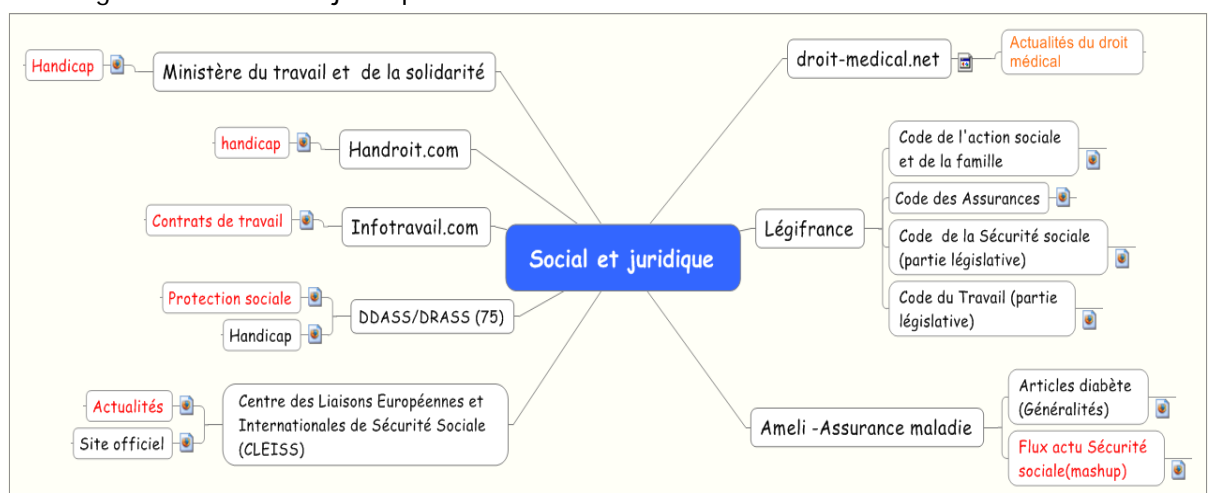 Handicap
Ministère du travail et de la solidarité
handicap
Handroit.com
Contrats de travail
Infotravail.com
Protection sociale
Handicap
DDASS/DRASS (75)
Actualités
Site officiel
Centre des Liaisons Européennes et
Internationales de Sécurité Sociale
(CLEISS)
Social et juridique
droit-medical.net
Actualités du droit
médical
Légifrance
Code de l'action sociale
et de la famille
Code des Assurances
Code de la Sécurité sociale
(partie législative)
Code du Travail (partie
législative)
Ameli -Assurance maladie
Articles diabète
(Généralités)
Flux actu Sécurité
sociale(mashup)